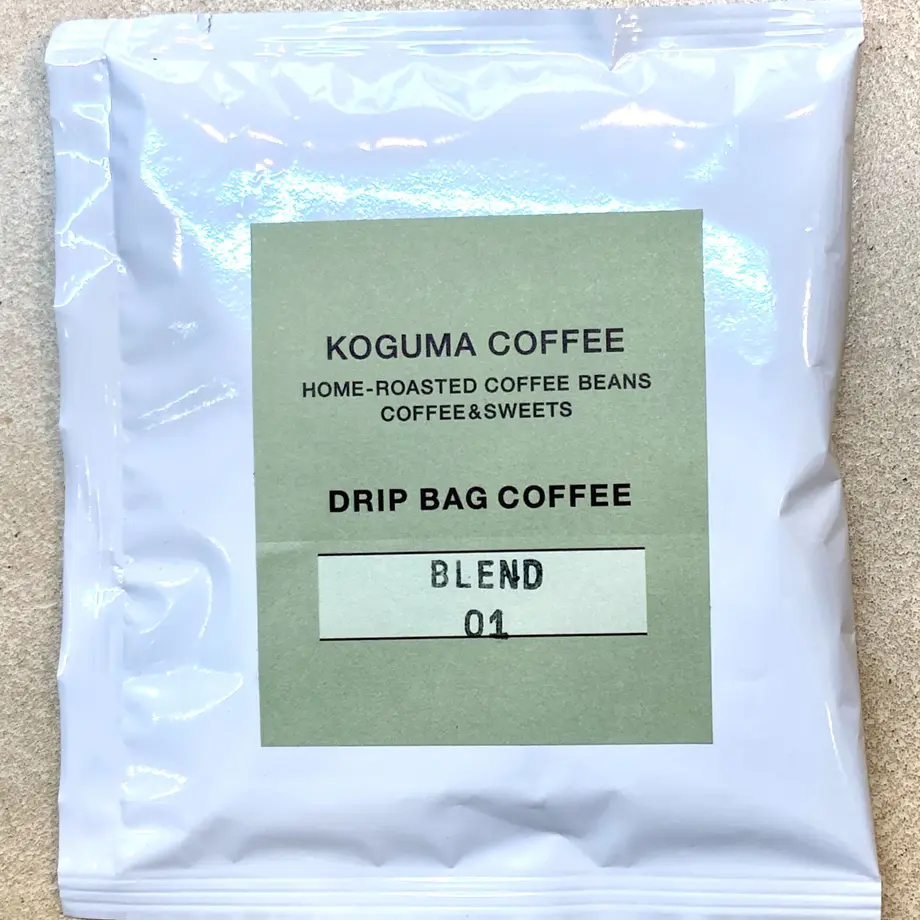 KOGUMA COFFEE
HOME-ROASTED COFFEE BEANS
COFFEE&SWEETS
DRIP BAG COFFEE
BLEND
01